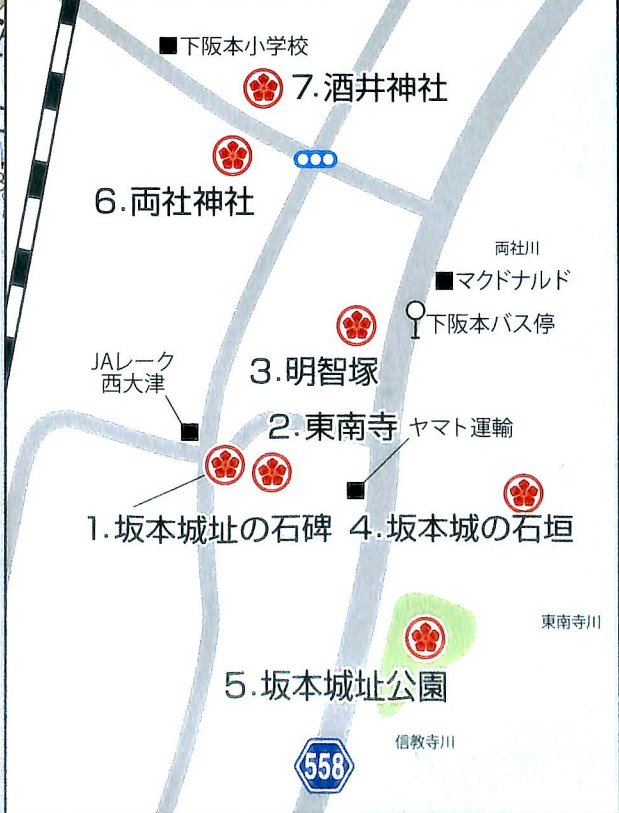 下阪本小学校
7.酒井神社
6.両社神社
両社川
マクドナルド
下阪本バス停
3.明智塚
JAレーク
西大津
2.東南寺
ヤマト運輸
1.坂本城址の石碑
4.坂本城の石垣
東南寺川
5.坂本城址公園
信教寺川
558